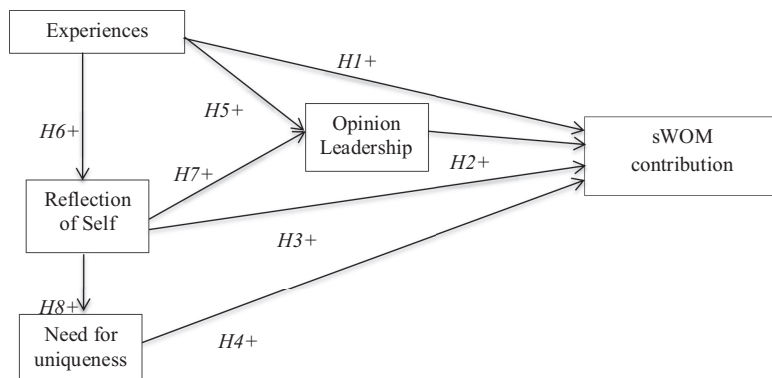 Experiences
H1+
H5+
H6+
Opinion
Leadership
sWOM
contribution
H2+
H7+
Reflection
of Self
H3+
H8+
Need for
uniqueness
H4+